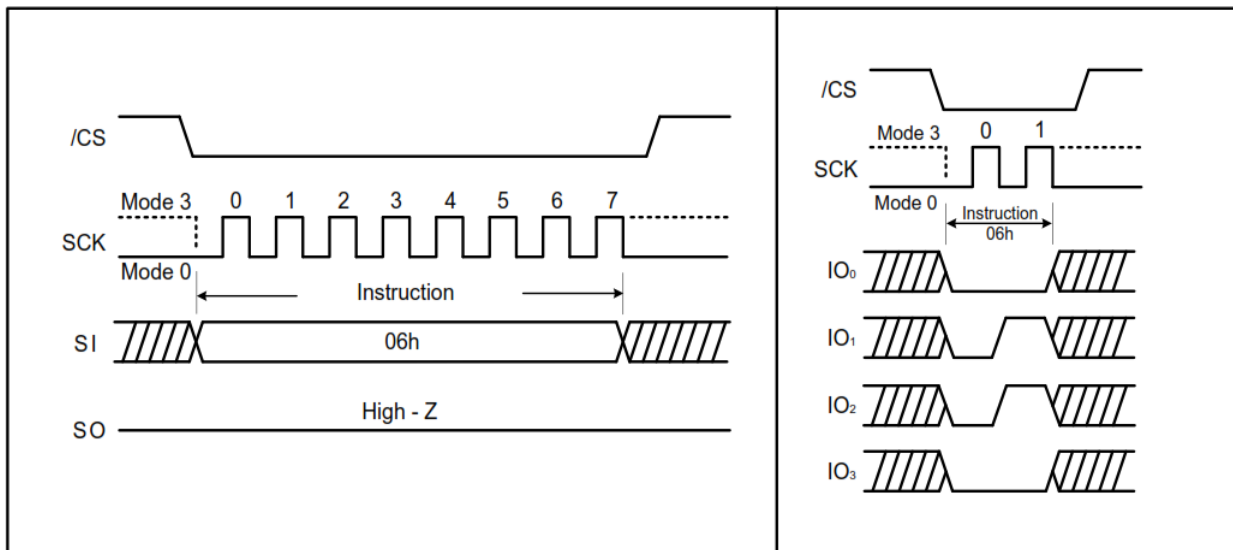 /CS
Mode 3 0 1 2 3 4 5 6 7
SCK
Mode 0
Instruction
SI 06h
High - Z
SO
/CS
Mode 3 0 1
SCK
Mode 0
Instruction
06h
IO₀
IO₁
IO₂
IO₃